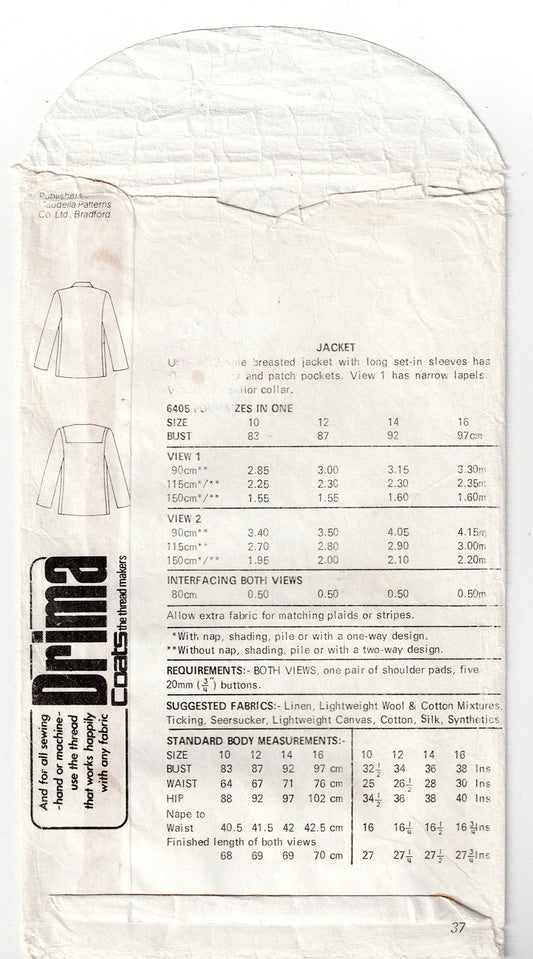 Publishers
Maudella Patterns
Co. Ltd., Bradford
JACKET
breasted jacket with long set-in sleeves has
and patch pockets. View 1 has narrow lapels.
collar.
6405 SIZES IN ONE
SIZE 10 12 14 16
BUST 83 87 92 97cm
VIEW 1
90cm** 2.85 3.00 3.15 3.30m
115cm*/** 2.25 2.30 2.30 2.35m
150cm*/** 1.55 1.55 1.60 1.60m
VIEW 2
90cm** 3.40 3.50 4.05 4.15m
115cm** 2.70 2.80 2.90 3.00m
150cm*/** 1.95 2.00 2.10 2.20m
INTERFACING BOTH VIEWS
80cm 0.50 0.50 0.50 0.50m
Allow extra fabric for matching plaids or stripes.
*With nap, shading, pile or with a one-way design.
**Without nap, shading, pile or with a two-way design.
REQUIREMENTS:- BOTH VIEWS, one pair of shoulder pads, five
20mm (¾") buttons.
SUGGESTED FABRICS:- Linen, Lightweight Wool & Cotton Mixtures,
Ticking, Seersucker, Lightweight Canvas, Cotton, Silk, Synthetics
STANDARD BODY MEASUREMENTS:-
SIZE 10 12 14 16 10 12 14 16
BUST 83 87 92 97 cm 32½ 34 36 38 Ins
WAIST 64 67 71 76 cm 25 26½ 28 30 Ins
HIP 88 92 97 102 cm 34½ 36 38 40 Ins
Nape to
Waist 40.5 41.5 42 42.5 cm 16 16¼ 16½ 16¾Ins
Finished length of both views
68 69 69 70 cm 27 27¼ 27½ 27¾Ins
Drima
Coats the thread makers
And for all sewing
-hand or machine-
use the thread
that works happily
with any fabric
37